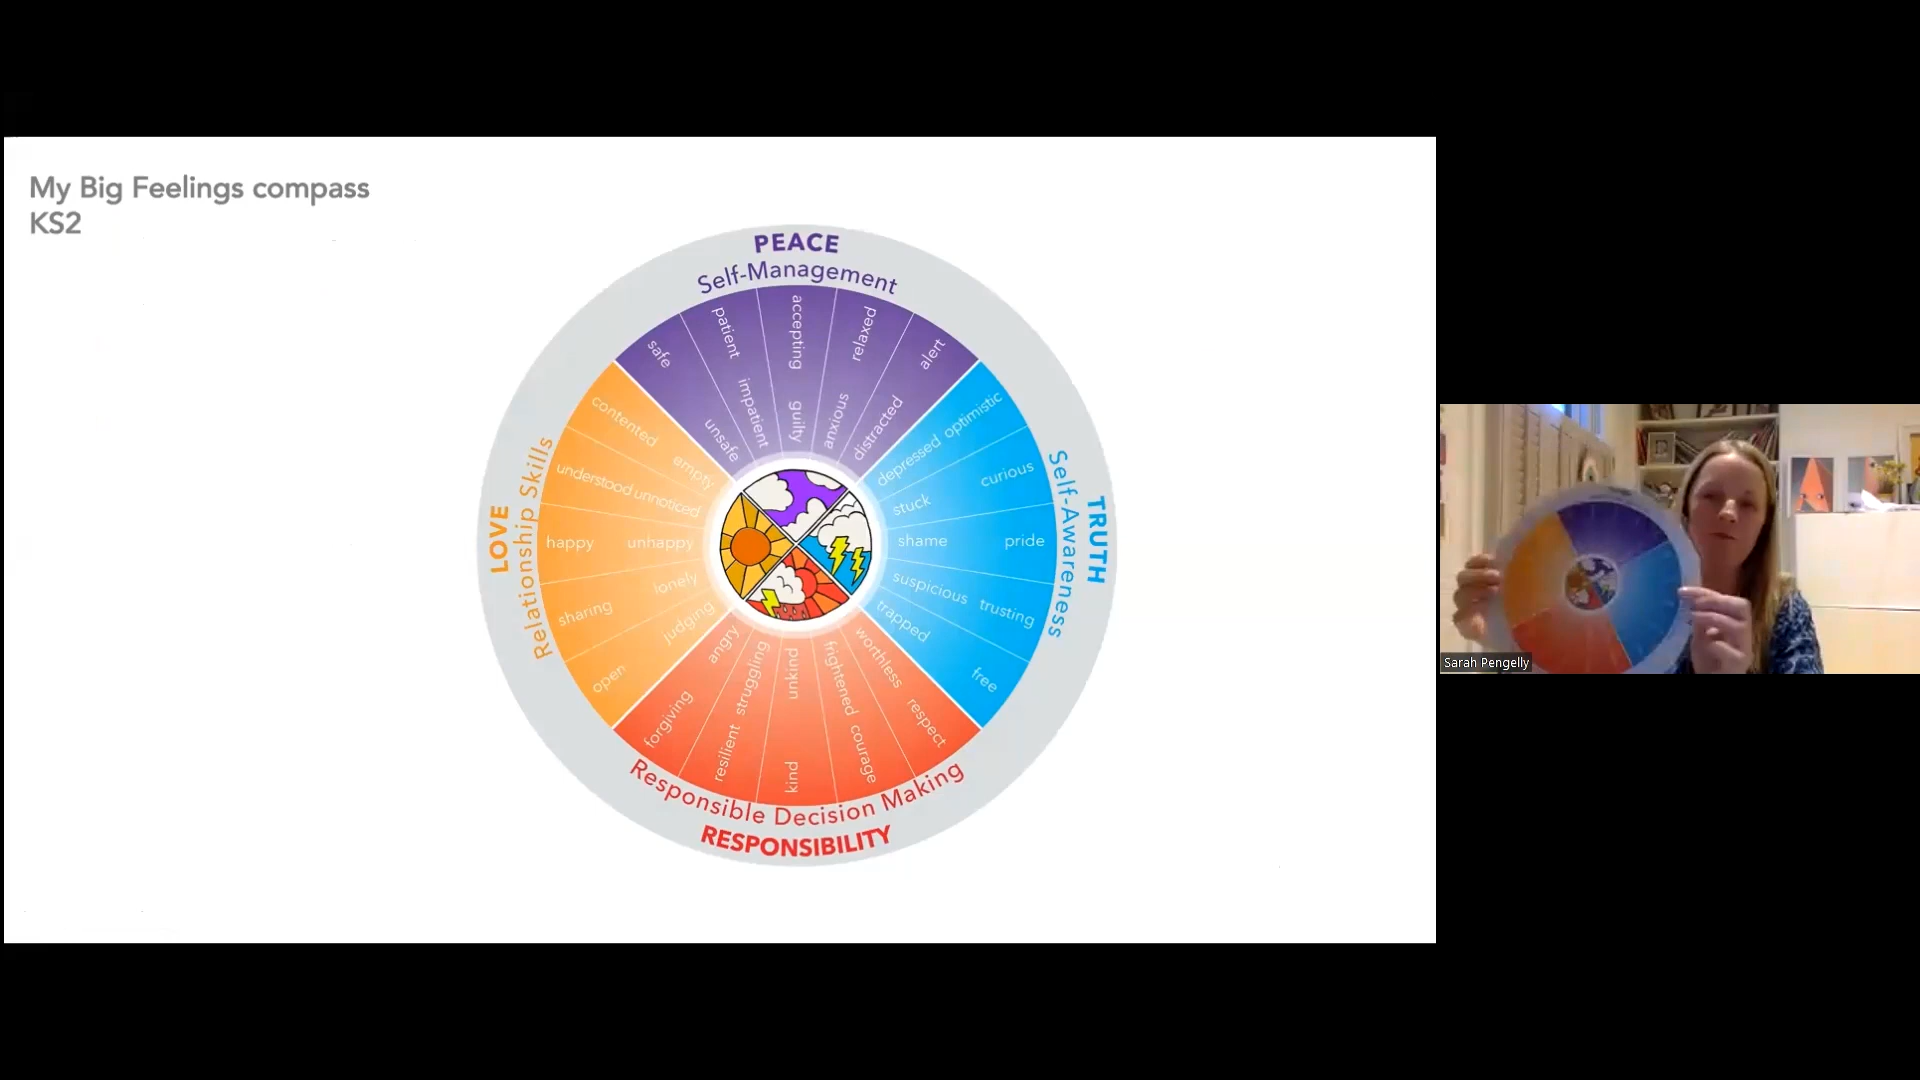 My Big Feelings compass
KS2
PEACE
Self-Management
safe
unsafe
patient
impatient
accepting
guilty
relaxed
anxious
alert
distracted
TRUTH
Self-Awareness
optimistic
depressed
curious
stuck
pride
shame
trusting
suspicious
free
trapped
respect
worthless
courage
frightened
kind
unkind
resilient
struggling
forgiving
angry
Responsible Decision Making
RESPONSIBILITY
LOVE
Relationship Skills
contented
empty
understood
unnoticed
happy
unhappy
sharing
lonely
open
judging
Sarah Pengelly